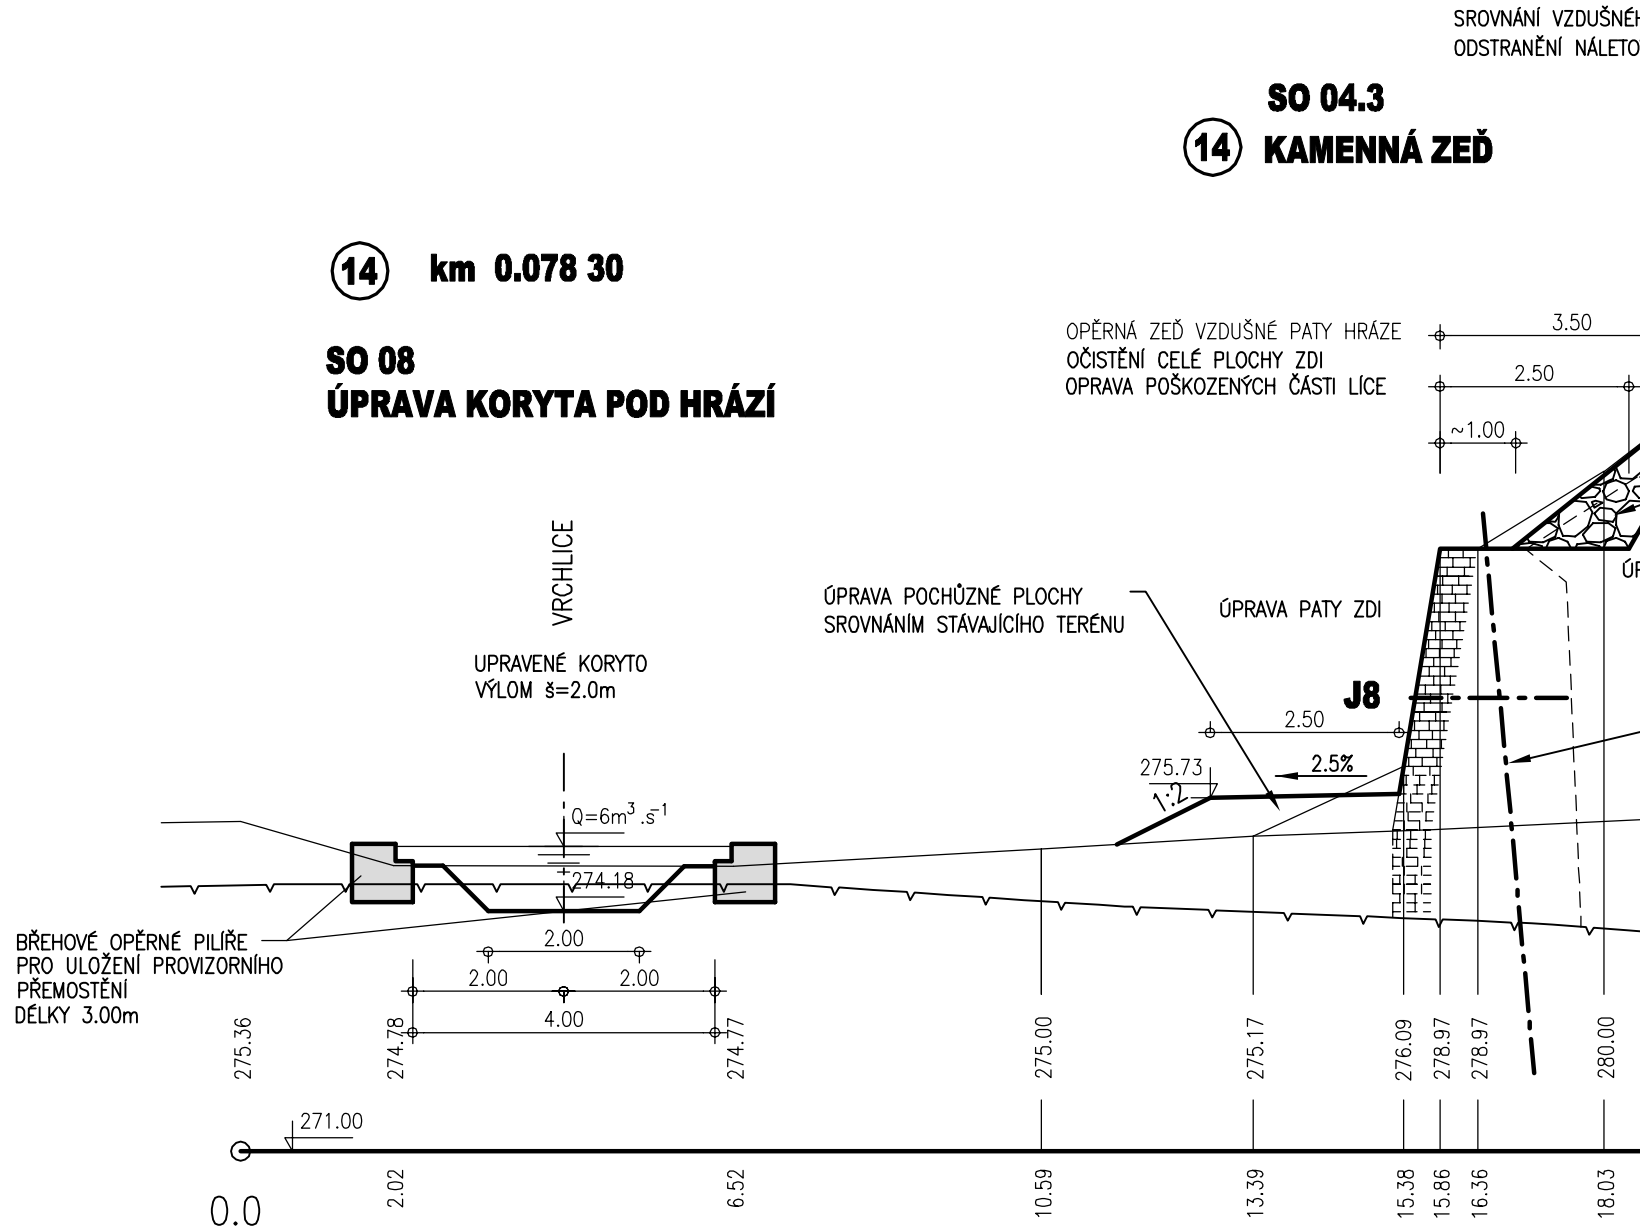 SROVNÁNÍ VZDUŠNÉH
ODSTRANĚNÍ NÁLETO
SO 04.3
14 KAMENNÁ ZEĎ
14 km 0.078 30
SO 08
ÚPRAVA KORYTA POD HRÁZÍ
OPĚRNÁ ZEĎ VZDUŠNÉ PATY HRÁZE
OČISTĚNÍ CELÉ PLOCHY ZDI
OPRAVA POŠKOZENÝCH ČÁSTI LÍCE
3.50
2.50
~1.00
VRCHLICE
UPRAVENÉ KORYTO
VÝLOM š=2.0m
ÚPRAVA POCHŮZNÉ PLOCHY
SROVNÁNÍM STÁVAJÍCÍHO TERÉNU
ÚPRAVA PATY ZDI
ÚP
J8
2.50
275.73
2.5%
1:2
Q=6m³.s⁻¹
274.18
BŘEHOVÉ OPĚRNÉ PILÍŘE
PRO ULOŽENÍ PROVIZORNÍHO
PŘEMOSTĚNÍ
DÉLKY 3.00m
2.00
2.00 2.00
4.00
275.36 274.78 274.77 275.00 275.17 276.09 278.97 278.97 280.00
271.00
0.0 2.02 6.52 10.59 13.39 15.38 15.86 16.36 18.03